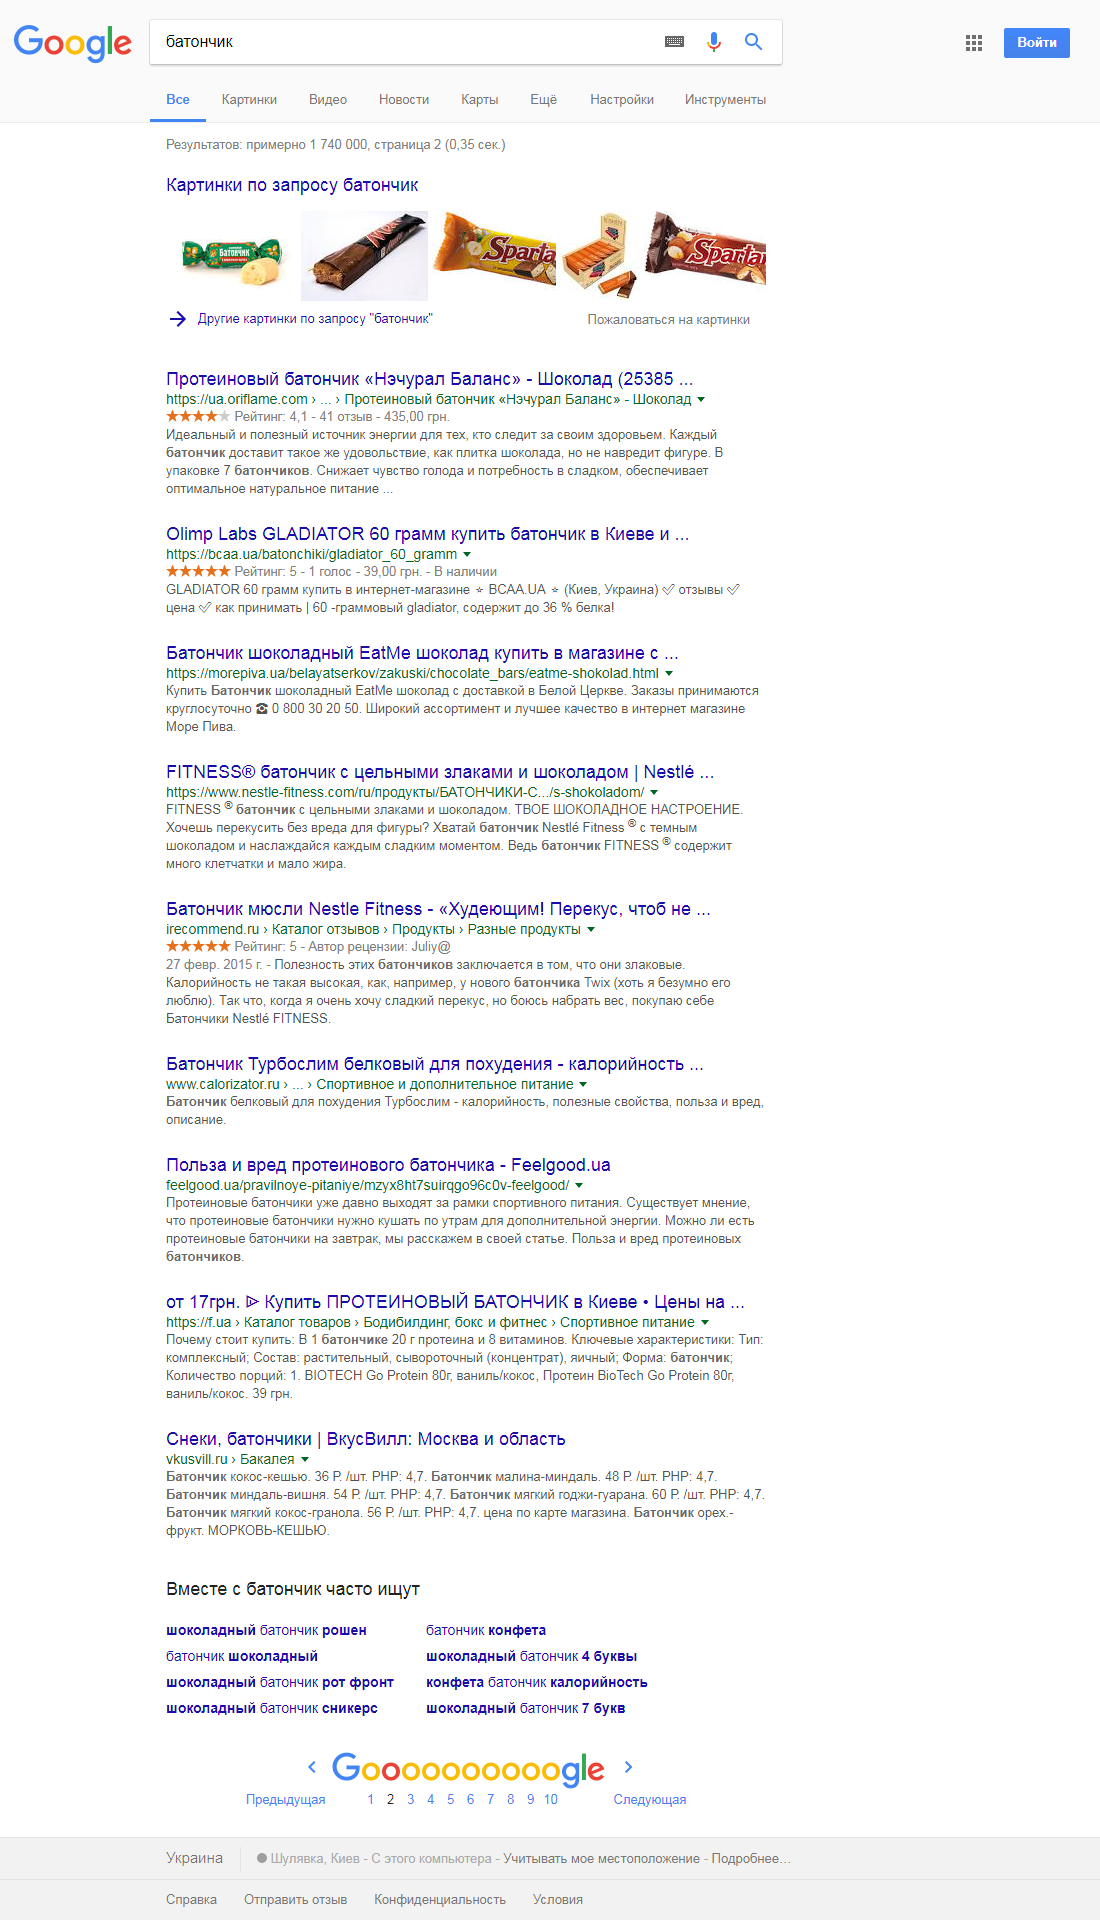 Google
батончик
Войти
Все Картинки Видео Новости Карты Ещё Настройки Инструменты
Результатов: примерно 1 740 000, страница 2 (0,35 сек.)
Картинки по запросу батончик
Батончик
Mars
Sparta
Spartan
Другие картинки по запросу "батончик"
Пожаловаться на картинки
Протеиновый батончик «Нэчурал Баланс» - Шоколад (25385 ...
https://ua.oriflame.com › ... › Протеиновый батончик «Нэчурал Баланс» - Шоколад
Рейтинг: 4,1 - 41 отзыв - 435,00 грн.
Идеальный и полезный источник энергии для тех, кто следит за своим здоровьем. Каждый
батончик доставит такое же удовольствие, как плитка шоколада, но не навредит фигуре. В
упаковке 7 батончиков. Снижает чувство голода и потребность в сладком, обеспечивает
оптимальное натуральное питание ...
Olimp Labs GLADIATOR 60 грамм купить батончик в Киеве и ...
https://bcaa.ua/batonchiki/gladiator_60_gramm
Рейтинг: 5 - 1 голос - 39,00 грн. - В наличии
GLADIATOR 60 грамм купить в интернет-магазине ⭐ BCAA.UA ⭐ (Киев, Украина) ✅ отзывы ✅
цена ✅ как принимать | 60 -граммовый gladiator, содержит до 36 % белка!
Батончик шоколадный EatMe шоколад купить в магазине с ...
https://morepiva.ua/belayatserkov/zakuski/chocolate_bars/eatme-shokolad.html
Купить Батончик шоколадный EatMe шоколад с доставкой в Белой Церкве. Заказы принимаются
круглосуточно ☎ 0 800 30 20 50. Широкий ассортимент и лучшее качество в интернет магазине
Море Пива.
FITNESS® батончик с цельными злаками и шоколадом | Nestlé ...
https://www.nestle-fitness.com/ru/продукты/БАТОНЧИКИ-С.../s-shokoladom/
FITNESS ® батончик с цельными злаками и шоколадом. ТВОЕ ШОКОЛАДНОЕ НАСТРОЕНИЕ.
Хочешь перекусить без вреда для фигуры? Хватай батончик Nestlé Fitness ® с темным
шоколадом и наслаждайся каждым сладким моментом. Ведь батончик FITNESS ® содержит
много клетчатки и мало жира.
Батончик мюсли Nestle Fitness - «Худеющим! Перекус, чтоб не ...
irecommend.ru › Каталог отзывов › Продукты › Разные продукты
Рейтинг: 5 - Автор рецензии: Juliy@
27 февр. 2015 г. - Полезность этих батончиков заключается в том, что они злаковые.
Калорийность не такая высокая, как, например, у нового батончика Twix (хоть я безумно его
люблю). Так что, когда я очень хочу сладкий перекус, но боюсь набрать вес, покупаю себе
Батончики Nestlé FITNESS.
Батончик Турбослим белковый для похудения - калорийность ...
www.calorizator.ru › ... › Спортивное и дополнительное питание
Батончик белковый для похудения Турбослим - калорийность, полезные свойства, польза и вред,
описание.
Польза и вред протеинового батончика - Feelgood.ua
feelgood.ua/pravilnoye-pitaniye/mzyx8ht7suirqgo96c0v-feelgood/
Протеиновые батончики уже давно выходят за рамки спортивного питания. Существует мнение,
что протеиновые батончики нужно кушать по утрам для дополнительной энергии. Можно ли есть
протеиновые батончики на завтрак, мы расскажем в своей статье. Польза и вред протеиновых
батончиков.
от 17грн. ᐉ Купить ПРОТЕИНОВЫЙ БАТОНЧИК в Киеве • Цены на ...
https://f.ua › Каталог товаров › Бодибилдинг, бокс и фитнес › Спортивное питание
Почему стоит купить: В 1 батончике 20 г протеина и 8 витаминов. Ключевые характеристики: Тип:
комплексный; Состав: растительный, сывороточный (концентрат), яичный; Форма: батончик;
Количество порций: 1. BIOTECH Go Protein 80г, ваниль/кокос, Протеин BioTech Go Protein 80г,
ваниль/кокос. 39 грн.
Снеки, батончики | ВкусВилл: Москва и область
vkusvill.ru › Бакалея
Батончик кокос-кешью. 36 Р. /шт. PHP: 4,7. Батончик малина-миндаль. 48 Р. /шт. PHP: 4,7.
Батончик миндаль-вишня. 54 Р. /шт. PHP: 4,7. Батончик мягкий годжи-гуарана. 60 Р. /шт. PHP: 4,7.
Батончик мягкий кокос-гранола. 56 Р. /шт. PHP: 4,7. цена по карте магазина. Батончик орех.-
фрукт. МОРКОВЬ-КЕШЬЮ.
Вместе с батончик часто ищут
шоколадный батончик рошен
батончик конфета
батончик шоколадный
шоколадный батончик 4 буквы
шоколадный батончик рот фронт
конфета батончик калорийность
шоколадный батончик сникерс
шоколадный батончик 7 букв
Goooooooooogle
Предыдущая 1 2 3 4 5 6 7 8 9 10 Следующая
Украина Шулявка, Киев - С этого компьютера - Учитывать мое местоположение - Подробнее…
Справка Отправить отзыв Конфиденциальность Условия